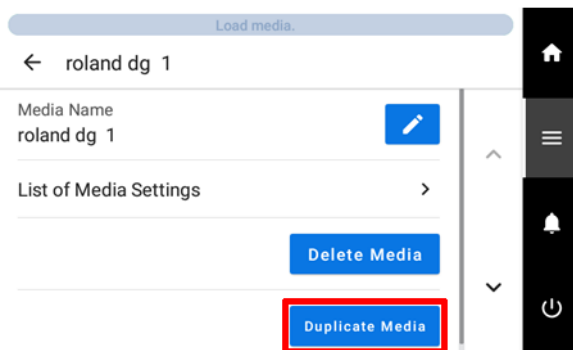 Load media.
roland dg  1
Media Name
roland dg  1
List of Media Settings
Delete Media
Duplicate Media